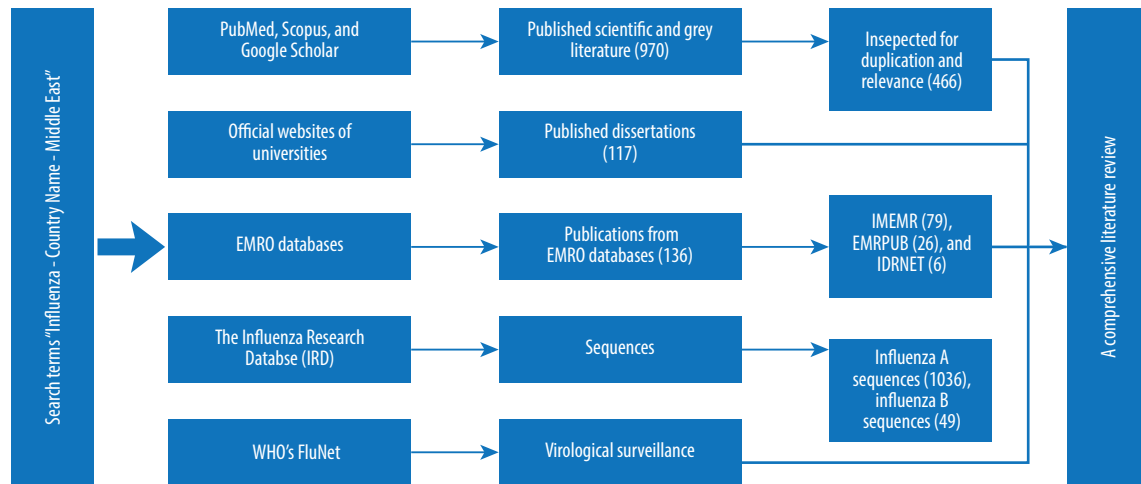 Search terms "Influenza - Country Name - Middle East"
PubMed, Scopus, and
Google Scholar
Published scientific and grey
literature (970)
Insepected for
duplication and
relevance (466)
Official websites of
universities
Published dissertations
(117)
EMRO databases
Publications from
EMRO databases (136)
IMEMR (79),
EMRPUB (26), and
IDRNET (6)
The Influenza Research
Databse (IRD)
Sequences
Influenza A
sequences (1036),
influenza B
sequences (49)
WHO's FluNet
Virological surveillance
A comprehensive literature review